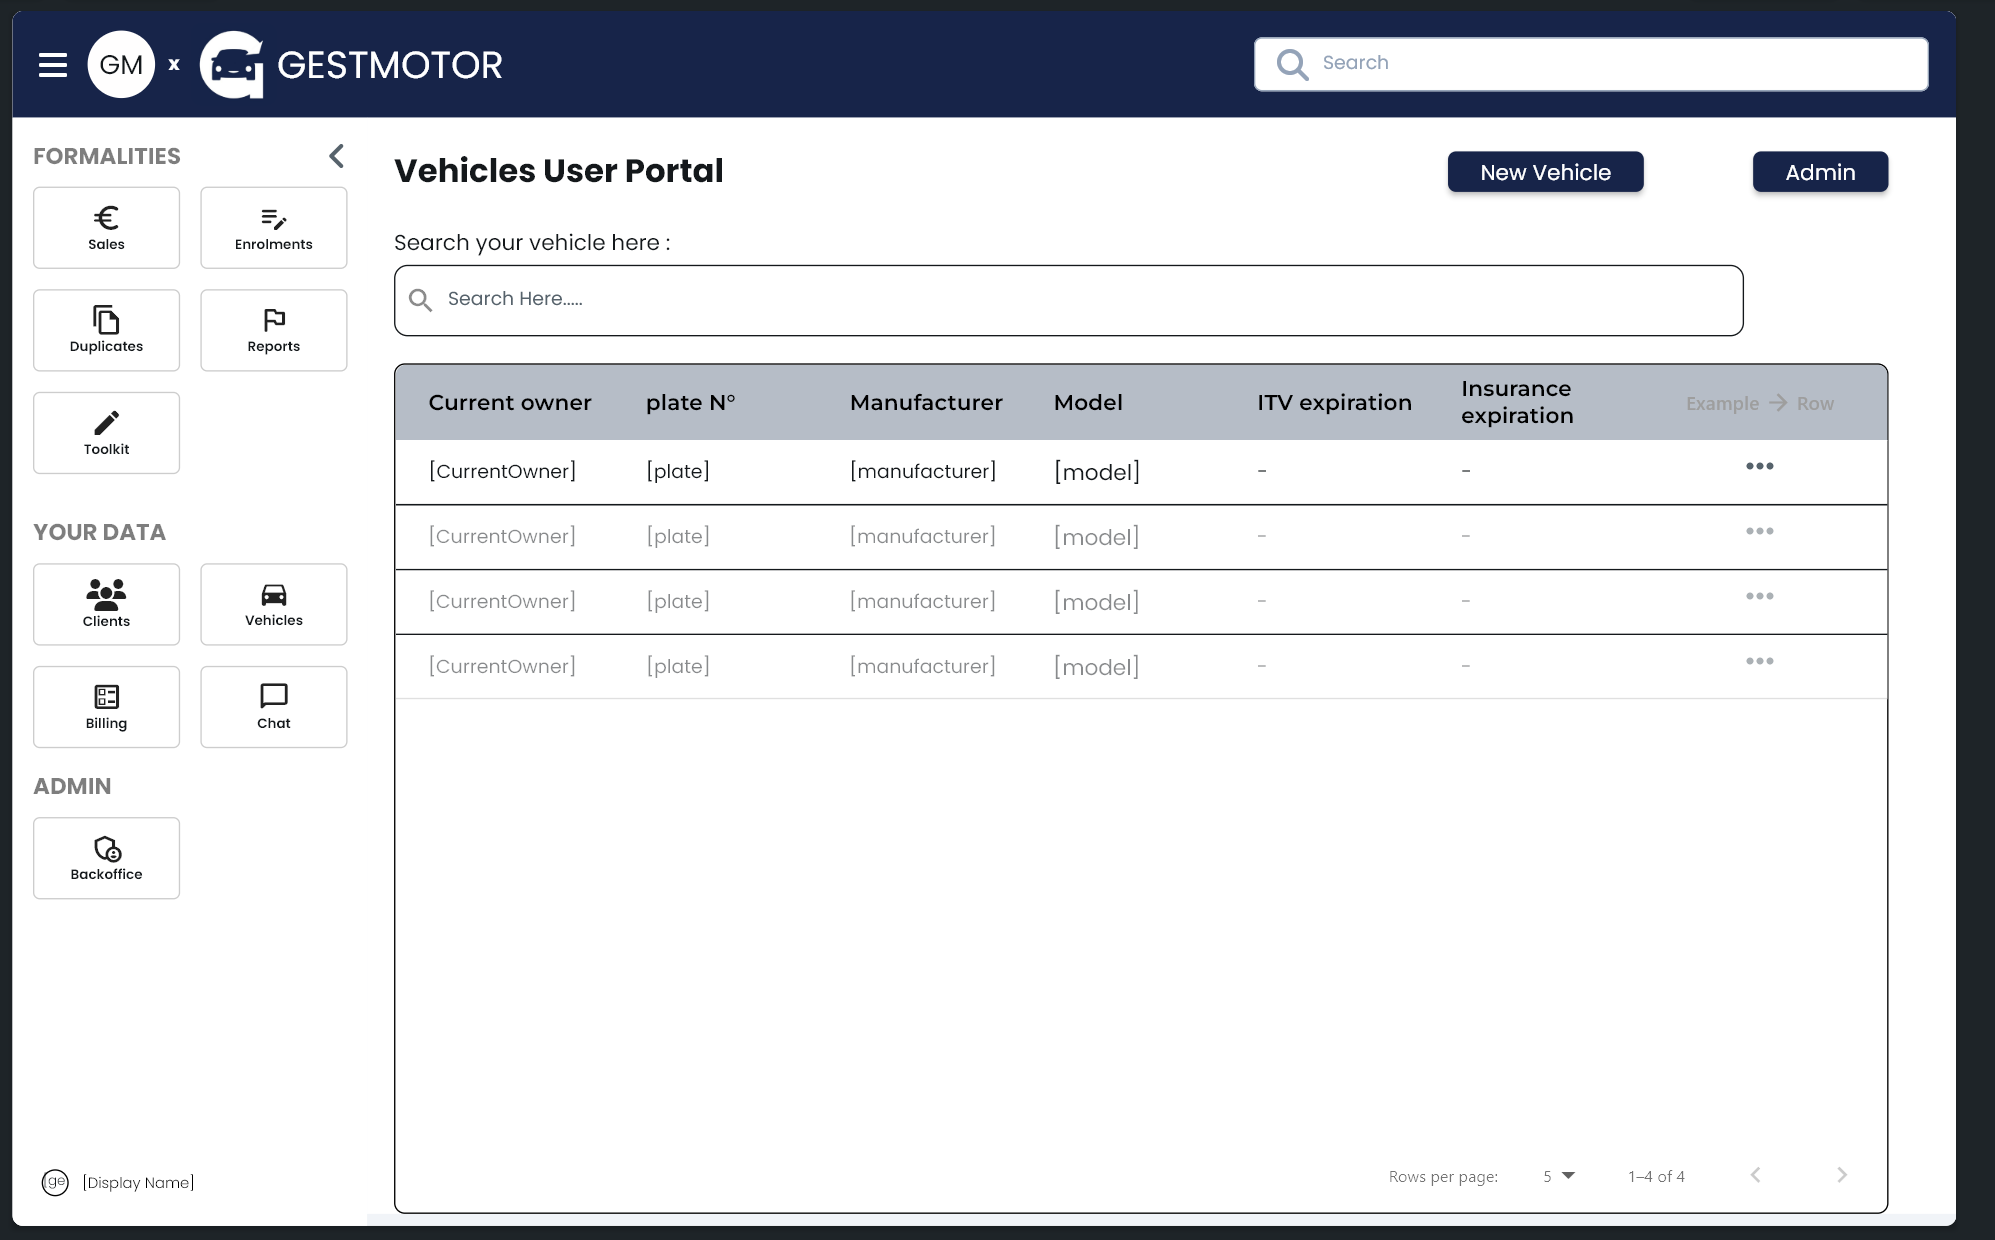 GM x GESTMOTOR
Search
FORMALITIES
Sales
Enrolments
Duplicates
Reports
Toolkit
YOUR DATA
Clients
Vehicles
Billing
Chat
ADMIN
Backoffice
[ge
[Display Name]
Vehicles User Portal
New Vehicle
Admin
Search your vehicle here :
Search Here.....
Current owner plate N° Manufacturer Model ITV expiration Insurance expiration Example → Row
[CurrentOwner] [plate] [manufacturer] [model] - - •••
[CurrentOwner] [plate] [manufacturer] [model] - - •••
[CurrentOwner] [plate] [manufacturer] [model] - - •••
[CurrentOwner] [plate] [manufacturer] [model] - - •••
Rows per page: 5 1–4 of 4